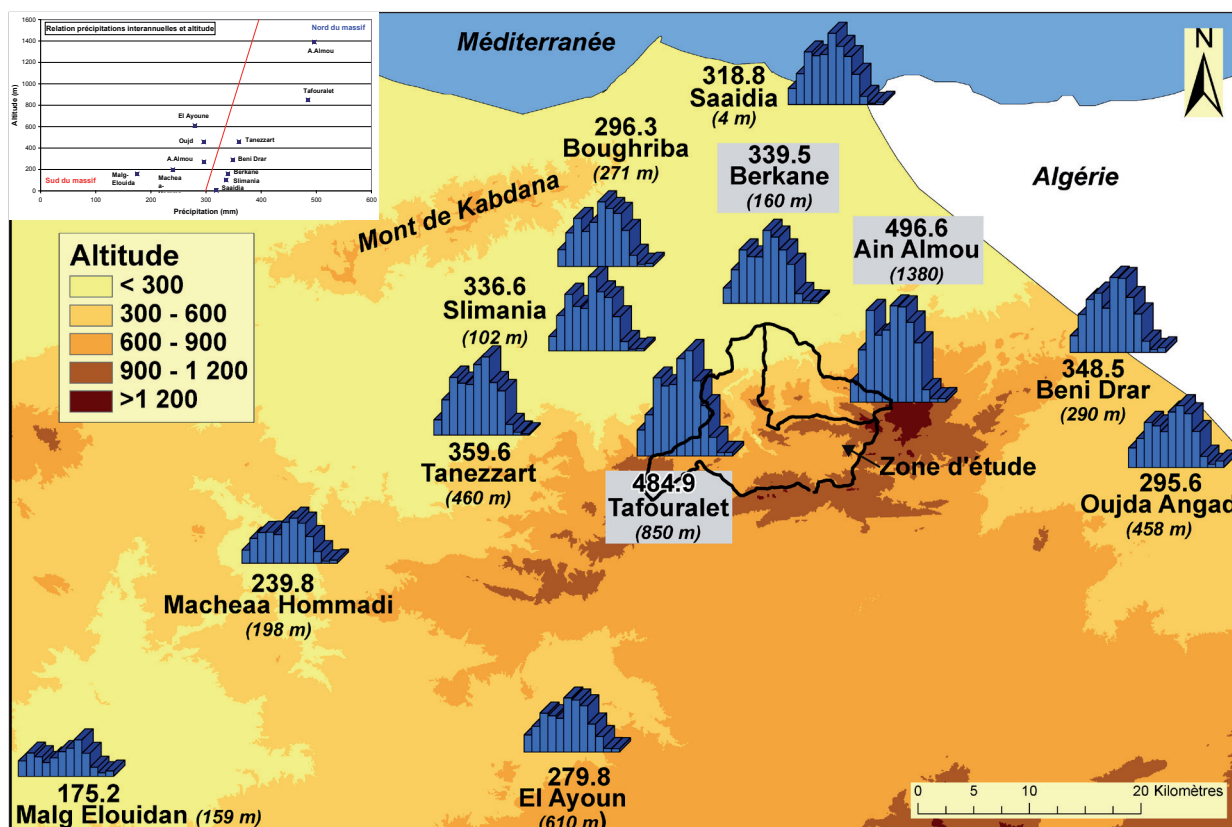 Relation précipitations interannuelles et altitude
Nord du massif
Altitude (m)
1600
1400
1200
1000
800
600
400
200
0
A.Almou
Tafouralet
El Ayoune
Oujd
Tanezzart
A.Almou
Beni Drar
Malg-
Elouida
Machea
a-
Berkane
Slimania
Saaidia
Sud du massif
0 100 200 300 400 500 600
Précipitation (mm)
Méditerranée
N
318.8
Saaidia
(4 m)
296.3
Boughriba
(271 m)
339.5
Berkane
(160 m)
Algérie
Mont de Kabdana
496.6
Ain Almou
(1380)
Altitude
< 300
300 - 600
600 - 900
900 - 1 200
>1 200
336.6
Slimania
(102 m)
348.5
Beni Drar
(290 m)
359.6
Tanezzart
(460 m)
Zone d'étude
484.9
Tafouralet
(850 m)
295.6
Oujda Angad
(458 m)
239.8
Macheaa Hommadi
(198 m)
279.8
El Ayoun
(610 m)
175.2
Malg Elouidan (159 m)
0 5 10 20 Kilomètres